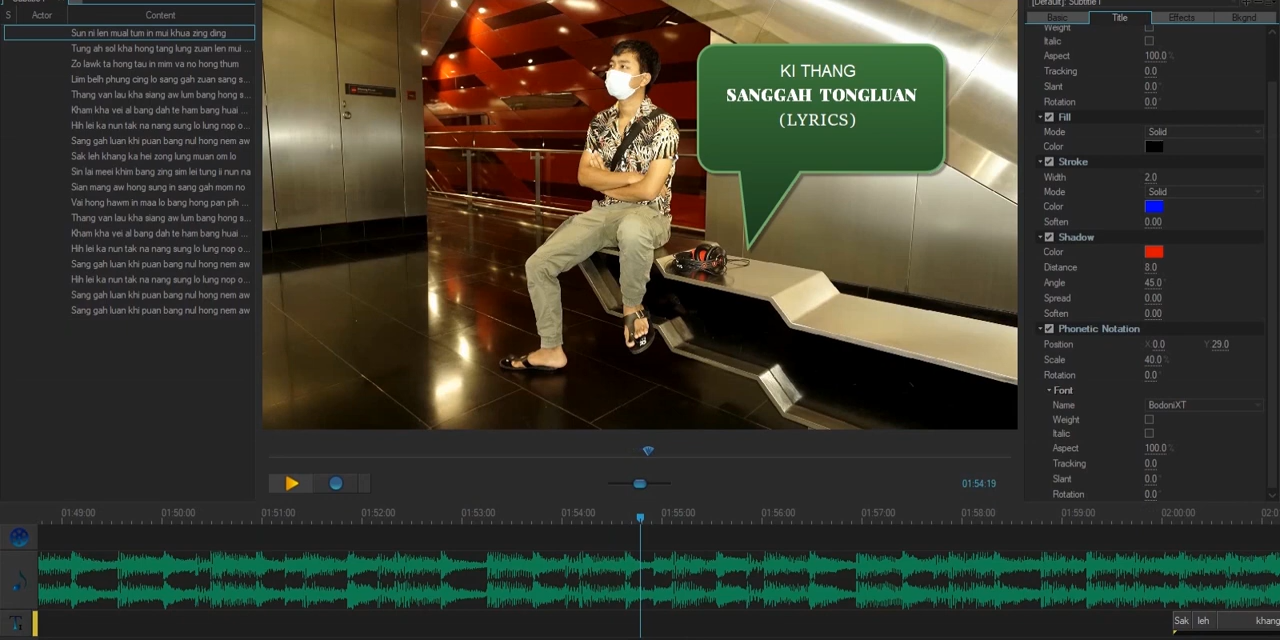 [Default]: Subtitle 1
S Actor Content
Sun ni len mual tum in mui khua zing ding
Tung ah sol kha hong tang lung zuan len mui ...
Zo lawk ta hong tau in mim va no hong thum
Liim belh phung cing lo sang gah zuan sang s...
Thang van lau kha siang aw lum bang hong s...
Kham kha vei al bang dah te ham bang huai ...
Hih lei ka nun tak na nang sung lo lung nop o...
Sang gah luan khi puan bang nul hong nem aw
Sak leh khang ka hei zong lung muan om lo
Sin lai meei khim bang zing sim lei tung ii nun na
Sian mang aw hong sung in sang gah mom no
Vai hong hawm in maa lo bang hong pan pih ...
Thang van lau kha siang aw lum bang hong s...
Kham kha vei al bang dah te ham bang huai ...
Hih lei ka nun tak na nang sung lo lung nop o...
Sang gah luan khi puan bang nul hong nem aw
Hih lei ka nun tak na nang sung lo lung nop o...
Sang gah luan khi puan bang nul hong nem aw
Sang gah luan khi puan bang nul hong nem aw
KI THANG
SANGGAH TONGLUAN
(LYRICS)
Basic Title Effects Bkgnd
Weight
Italic
Aspect 100.0 %
Tracking 0.0
Slant 0.0
Rotation 0.0
Fill
Mode Solid
Color
Stroke
Width 2.0
Mode Solid
Color
Soften 0.00
Shadow
Color
Distance 8.0
Angle 45.0
Spread 0.00
Soften 0.00
Phonetic Notation
Position X 0.0 Y 29.0
Scale 40.0 %
Rotation 0.0
Font
Name BodoniXT
Weight
Italic
Aspect 100.0 %
Tracking 0.0
Slant 0.0
Rotation 0.0
01:54:19
01:49:00 01:50:00 01:51:00 01:52:00 01:53:00 01:54:00 01:55:00 01:56:00 01:57:00 01:58:00 01:59:00 02:00:00
Sak leh khang